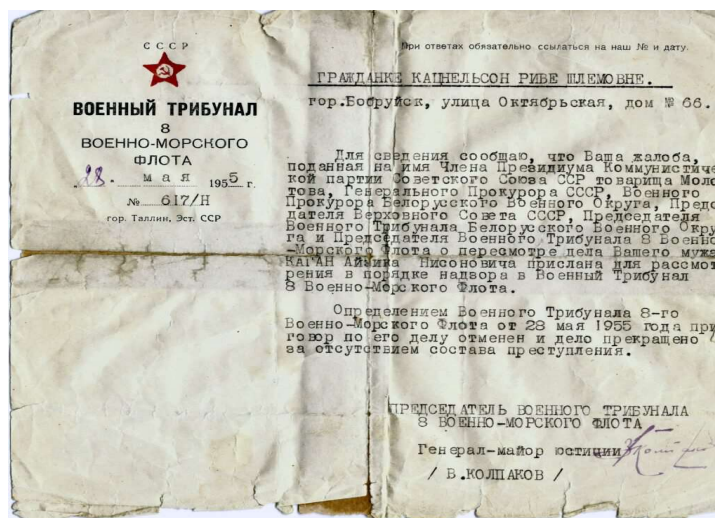 СССР
ВОЕННЫЙ ТРИБУНАЛ
8
ВОЕННО-МОРСКОГО
ФЛОТА
„28. мая 1955 г.
№ 617/Н
гор. Таллин, Эст. ССР
При ответах обязательно ссылаться на наш № и дату.
ГРАЖДАНКЕ КАЦНЕЛЬСОН РИВЕ ШЛЕМОВНЕ.
гор.Бобруйск, улица Октябрьская, дом № 66.
Для сведения сообщаю, что Ваша жалоба,
поданная на имя Члена Президиума Коммунистиче
кой партии Советского Союза ССР товарища Моло
това, Генерального Прокурора СССР, Военного
Прокурора Белорусского Военного Округа, Предс
дателя Верховного Совета СССР, Председателя
Военного Трибунала Белорусского Военного Окру
га и Председателя Военного Трибунала 8 Военно
-Морского Флота о пересмотре дела Вашего мужа
КАГАН Нисоновича прислана для рассмот
рения в порядке надзора в Военный Трибунал
8 Военно-Морского Флота.
Определением Военного Трибунала 8-го
Военно-Морского Флота от 28 мая 1955 года при
говор по его делу отменен и дело прекращено
за отсутствием состава преступления.
ПРЕДСЕДАТЕЛЬ ВОЕННОГО ТРИБУНАЛА
8 ВОЕННО-МОРСКОГО ФЛОТА
Генерал-майор юстиции
/ В.КОЛПАКОВ /